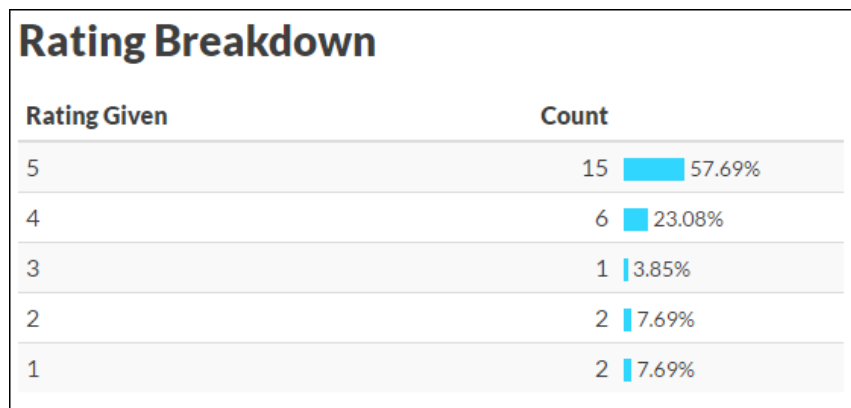 Rating Breakdown
Rating Given Count
5 15 57.69%
4 6 23.08%
3 1 3.85%
2 2 7.69%
1 2 7.69%